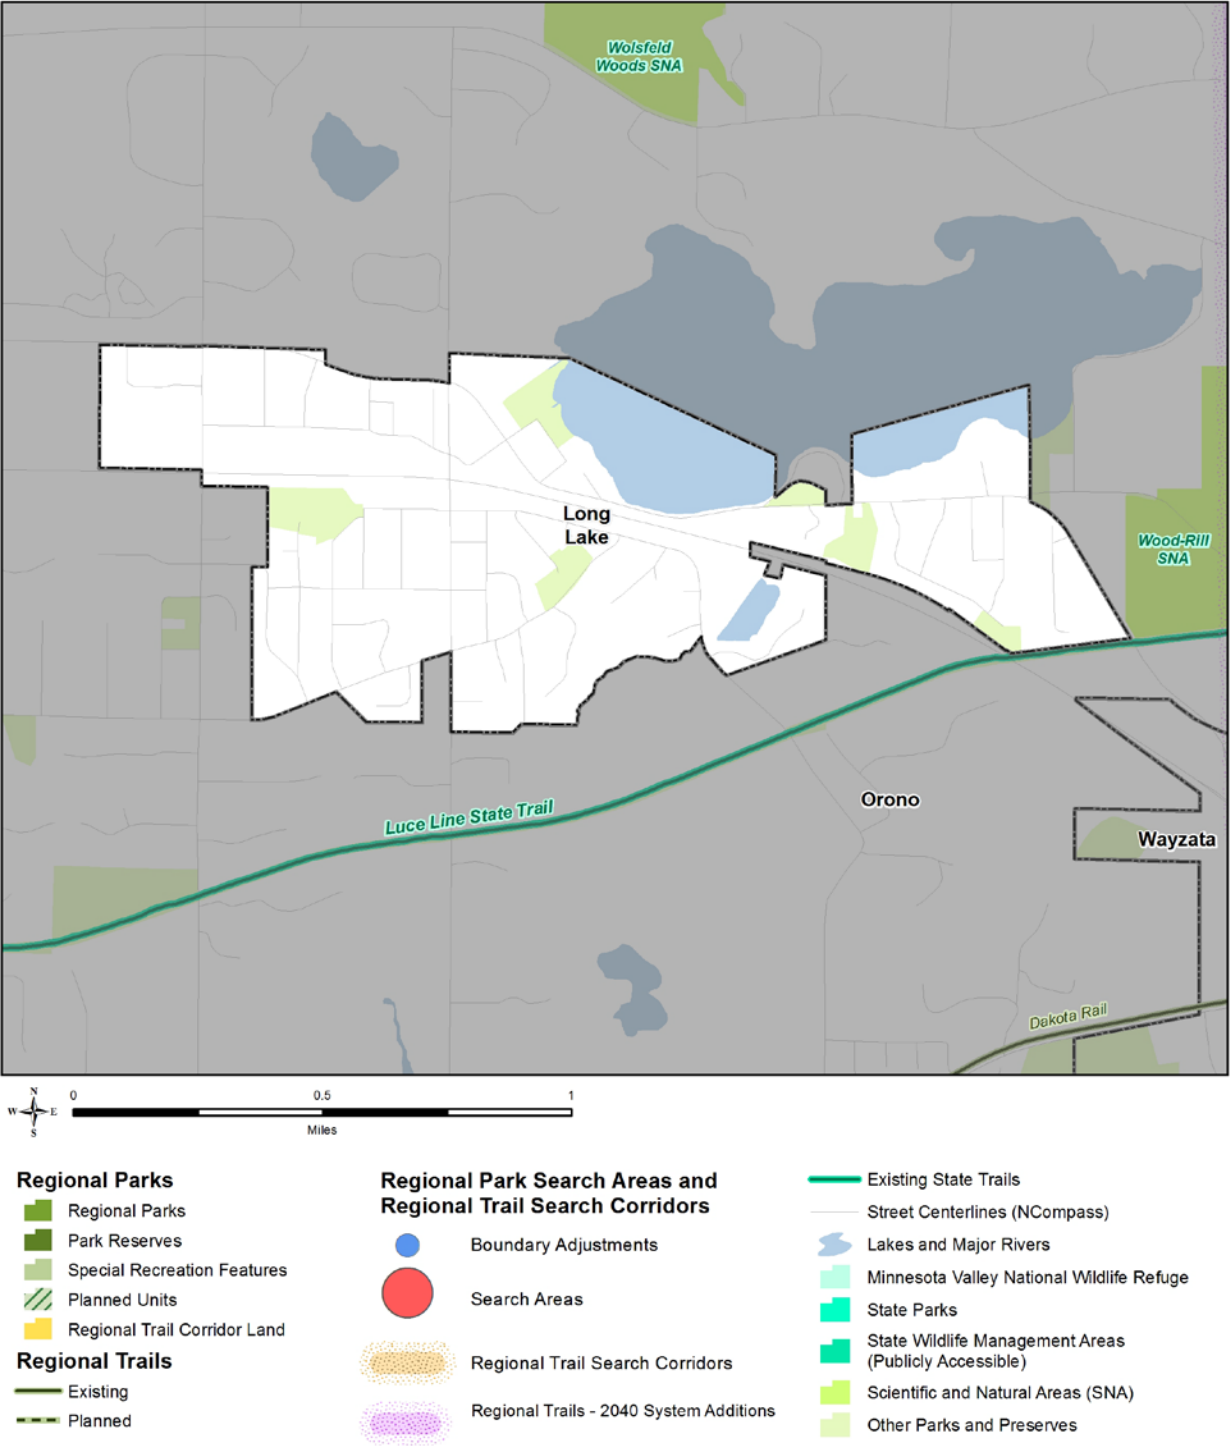 Wolsfeld
Woods SNA
Long
Lake
Wood-Rill
SNA
Luce Line State Trail
Orono
Wayzata
Dakota Rail
N
W E
S
0 0.5 1
Miles
Regional Parks
Regional Parks
Park Reserves
Special Recreation Features
Planned Units
Regional Trail Corridor Land
Regional Trails
Existing
Planned
Regional Park Search Areas and
Regional Trail Search Corridors
Boundary Adjustments
Search Areas
Regional Trail Search Corridors
Regional Trails - 2040 System Additions
Existing State Trails
Street Centerlines (NCompass)
Lakes and Major Rivers
Minnesota Valley National Wildlife Refuge
State Parks
State Wildlife Management Areas
(Publicly Accessible)
Scientific and Natural Areas (SNA)
Other Parks and Preserves